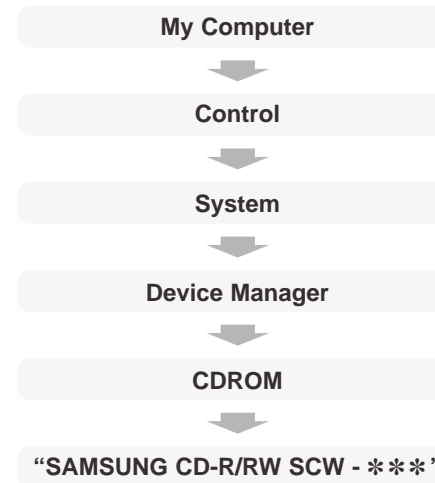 My Computer
Control
System
Device Manager
CDROM
“SAMSUNG CD-R/RW SCW - ***”